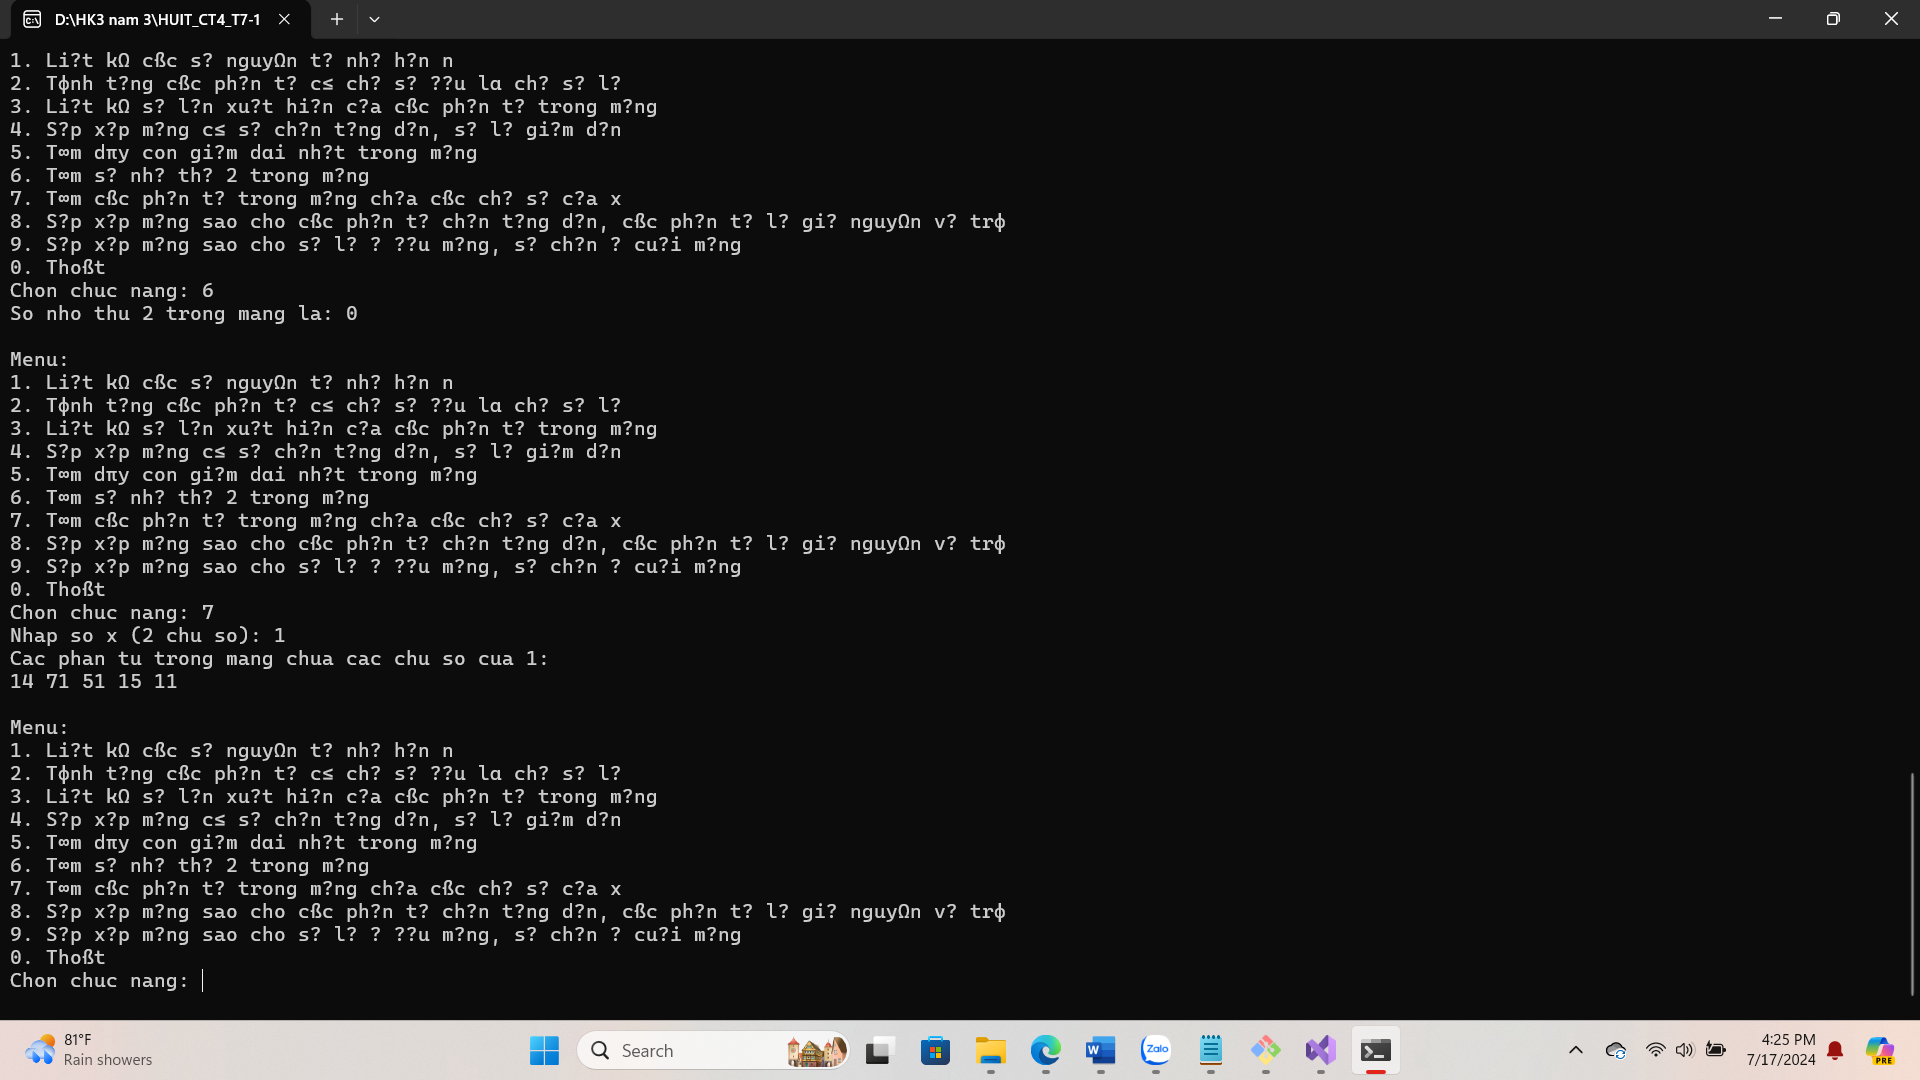 D:\HK3 nam 3\HUIT_CT4_T7-1
1. Li?t kΩ cßc s? nguyΩn t? nh? h?n n
2. Tφnh t?ng cßc ph?n t? c≤ ch? s? ??u lα ch? s? l?
3. Li?t kΩ s? l?n xu?t hi?n c?a cßc ph?n t? trong m?ng
4. S?p x?p m?ng c≤ s? ch?n t?ng d?n, s? l? gi?m d?n
5. T∞m dπy con gi?m dαi nh?t trong m?ng
6. T∞m s? nh? th? 2 trong m?ng
7. T∞m cßc ph?n t? trong m?ng ch?a cßc ch? s? c?a x
8. S?p x?p m?ng sao cho cßc ph?n t? ch?n t?ng d?n, cßc ph?n t? l? gi? nguyΩn v? trφ
9. S?p x?p m?ng sao cho s? l? ? ??u m?ng, s? ch?n ? cu?i m?ng
0. Thoßt
Chon chuc nang: 6
So nho thu 2 trong mang la: 0
Menu:
1. Li?t kΩ cßc s? nguyΩn t? nh? h?n n
2. Tφnh t?ng cßc ph?n t? c≤ ch? s? ??u lα ch? s? l?
3. Li?t kΩ s? l?n xu?t hi?n c?a cßc ph?n t? trong m?ng
4. S?p x?p m?ng c≤ s? ch?n t?ng d?n, s? l? gi?m d?n
5. T∞m dπy con gi?m dαi nh?t trong m?ng
6. T∞m s? nh? th? 2 trong m?ng
7. T∞m cßc ph?n t? trong m?ng ch?a cßc ch? s? c?a x
8. S?p x?p m?ng sao cho cßc ph?n t? ch?n t?ng d?n, cßc ph?n t? l? gi? nguyΩn v? trφ
9. S?p x?p m?ng sao cho s? l? ? ??u m?ng, s? ch?n ? cu?i m?ng
0. Thoßt
Chon chuc nang: 7
Nhap so x (2 chu so): 1
Cac phan tu trong mang chua cac chu so cua 1:
14 71 51 15 11
Menu:
1. Li?t kΩ cßc s? nguyΩn t? nh? h?n n
2. Tφnh t?ng cßc ph?n t? c≤ ch? s? ??u lα ch? s? l?
3. Li?t kΩ s? l?n xu?t hi?n c?a cßc ph?n t? trong m?ng
4. S?p x?p m?ng c≤ s? ch?n t?ng d?n, s? l? gi?m d?n
5. T∞m dπy con gi?m dαi nh?t trong m?ng
6. T∞m s? nh? th? 2 trong m?ng
7. T∞m cßc ph?n t? trong m?ng ch?a cßc ch? s? c?a x
8. S?p x?p m?ng sao cho cßc ph?n t? ch?n t?ng d?n, cßc ph?n t? l? gi? nguyΩn v? trφ
9. S?p x?p m?ng sao cho s? l? ? ??u m?ng, s? ch?n ? cu?i m?ng
0. Thoßt
Chon chuc nang:
81°F
Rain showers
Search
Zalo
4:25 PM
7/17/2024
PRE